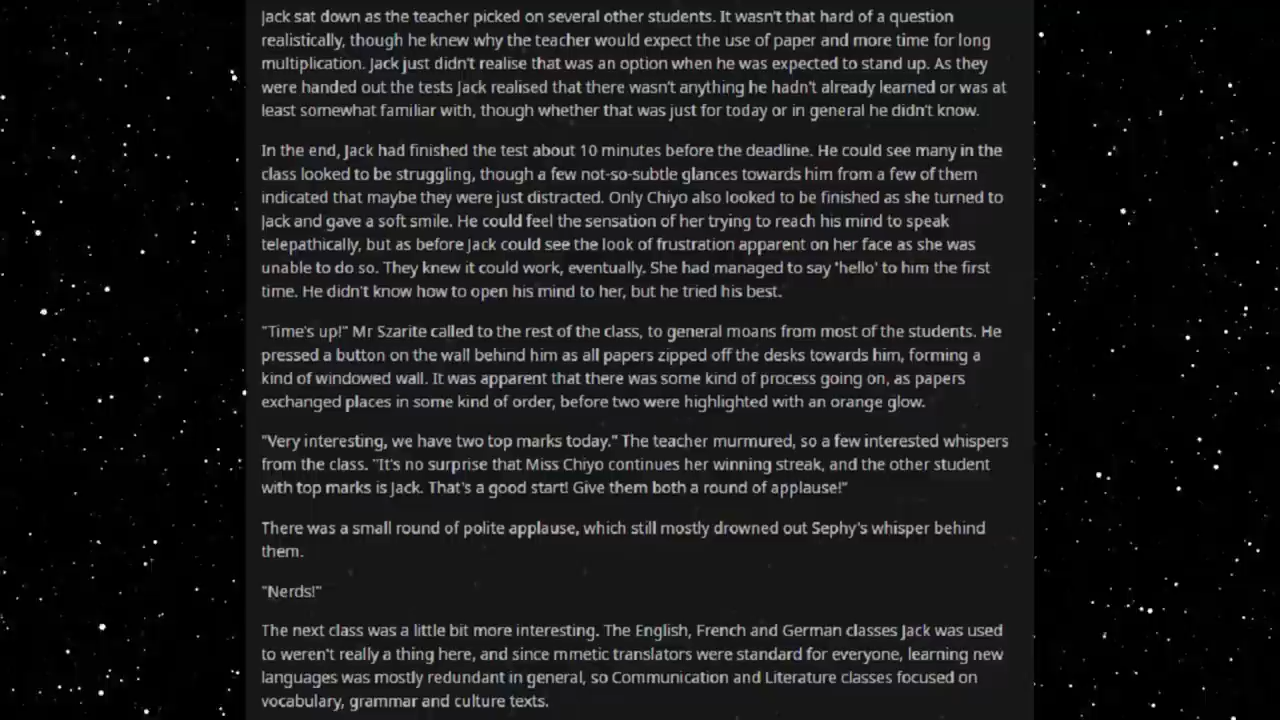 Jack sat down as the teacher picked on several other students. It wasn't that hard of a question
realistically, though he knew why the teacher would expect the use of paper and more time for long
multiplication. Jack just didn't realise that was an option when he was expected to stand up. As they
were handed out the tests Jack realised that there wasn't anything he hadn't already learned or was at
least somewhat familiar with, though whether that was just for today or in general he didn't know.
In the end, Jack had finished the test about 10 minutes before the deadline. He could see many in the
class looked to be struggling, though a few not-so-subtle glances towards him from a few of them
indicated that maybe they were just distracted. Only Chiyo also looked to be finished as she turned to
Jack and gave a soft smile. He could feel the sensation of her trying to reach his mind to speak
telepathically, but as before Jack could see the look of frustration apparent on her face as she was
unable to do so. They knew it could work, eventually. She had managed to say 'hello' to him the first
time. He didn't know how to open his mind to her, but he tried his best.
"Time's up!" Mr Szarite called to the rest of the class, to general moans from most of the students. He
pressed a button on the wall behind him as all papers zipped off the desks towards him, forming a
kind of windowed wall. It was apparent that there was some kind of process going on, as papers
exchanged places in some kind of order, before two were highlighted with an orange glow.
"Very interesting, we have two top marks today." The teacher murmured, so a few interested whispers
from the class. "It's no surprise that Miss Chiyo continues her winning streak, and the other student
with top marks is Jack. That's a good start! Give them both a round of applause!"
There was a small round of polite applause, which still mostly drowned out Sephy's whisper behind
them.
"Nerds!"
The next class was a little bit more interesting. The English, French and German classes Jack was used
to weren't really a thing here, and since mmetic translators were standard for everyone, learning new
languages was mostly redundant in general, so Communication and Literature classes focused on
vocabulary, grammar and culture texts.